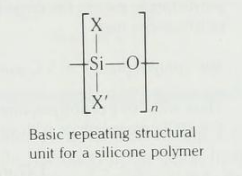 X
Si—O
X'
n
Basic repeating structural
unit for a silicone polymer